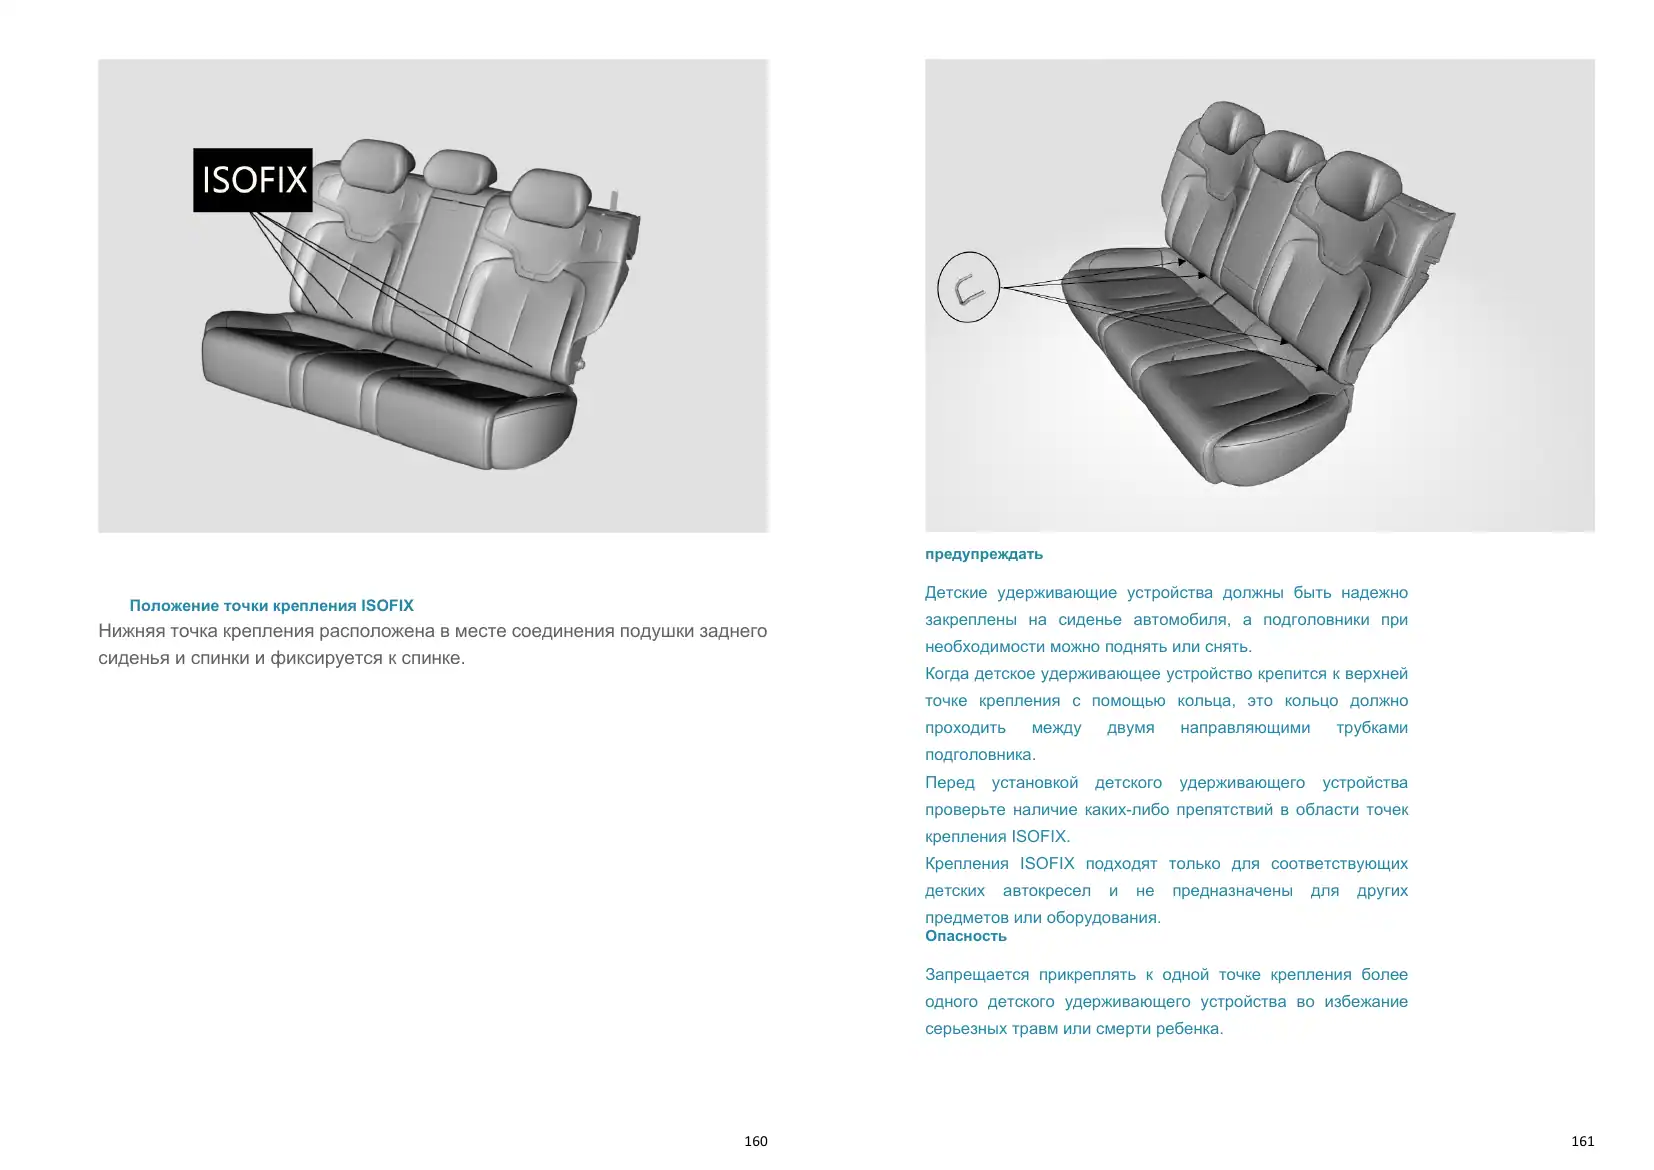 ISOFIX
Положение точки крепления ISOFIX
Нижняя точка крепления расположена в месте соединения подушки заднего
сиденья и спинки и фиксируется к спинке.
160
предупреждать
Детские удерживающие устройства должны быть надежно
закреплены на сиденье автомобиля, а подголовники при
необходимости можно поднять или снять.
Когда детское удерживающее устройство крепится к верхней
точке крепления с помощью кольца, это кольцо должно
проходить между двумя направляющими трубками
подголовника.
Перед установкой детского удерживающего устройства
проверьте наличие каких-либо препятствий в области точек
крепления ISOFIX.
Крепления ISOFIX подходят только для соответствующих
детских автокресел и не предназначены для других
предметов или оборудования.
Опасность
Запрещается прикреплять к одной точке крепления более
одного детского удерживающего устройства во избежание
серьезных травм или смерти ребенка.
161